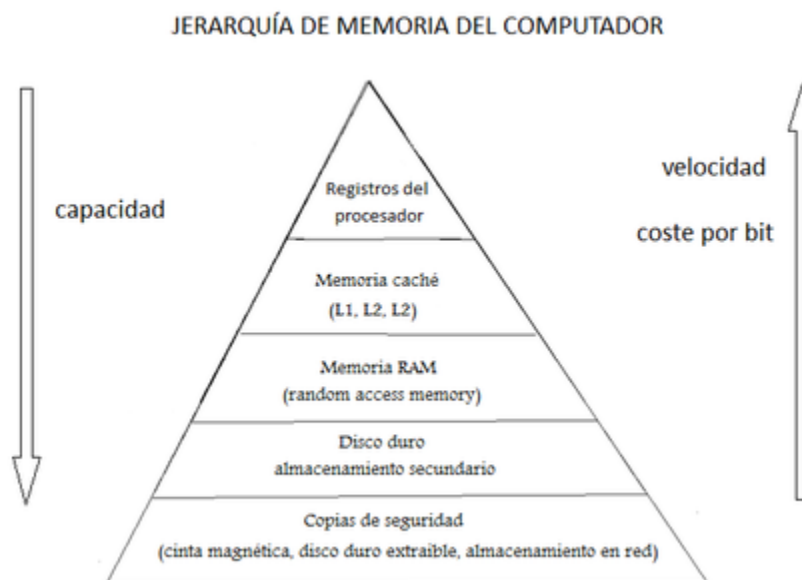 JERARQUÍA DE MEMORIA DEL COMPUTADOR
capacidad
velocidad
coste por bit
Registros del
procesador
Memoria caché
(L1, L2, L2)
Memoria RAM
(random access memory)
Disco duro
almacenamiento secundario
Copias de seguridad
(cinta magnética, disco duro extraible, almacenamiento en red)